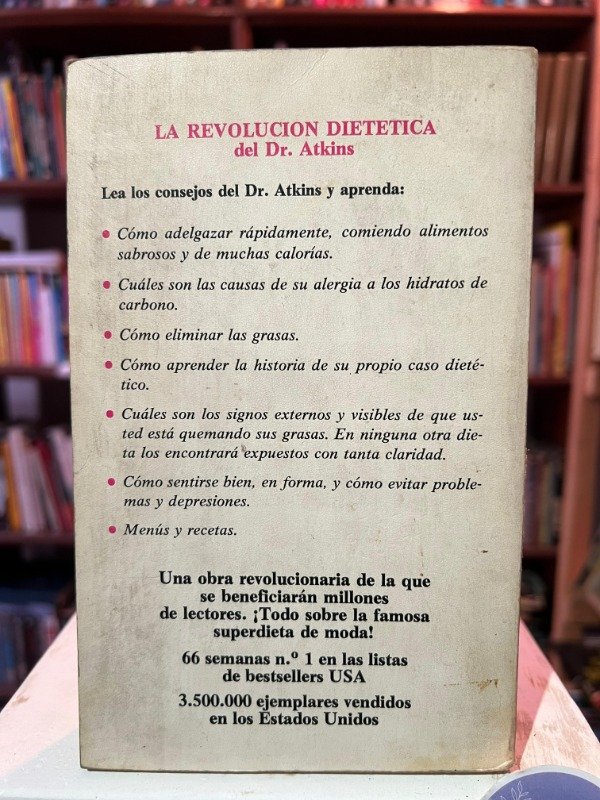 LA REVOLUCION DIETETICA
del Dr. Atkins
Lea los consejos del Dr. Atkins y aprenda:
• Cómo adelgazar rápidamente, comiendo alimentos
sabrosos y de muchas calorías.
• Cuáles son las causas de su alergia a los hidratos de
carbono.
• Cómo eliminar las grasas.
• Cómo aprender la historia de su propio caso dieté-
tico.
• Cuáles son los signos externos y visibles de que us-
ted está quemando sus grasas. En ninguna otra die-
ta los encontrará expuestos con tanta claridad.
• Cómo sentirse bien, en forma, y cómo evitar proble-
mas y depresiones.
• Menús y recetas.
Una obra revolucionaria de la que
se beneficiarán millones
de lectores. ¡Todo sobre la famosa
superdieta de moda!
66 semanas n.º 1 en las listas
de bestsellers USA
3.500.000 ejemplares vendidos
en los Estados Unidos